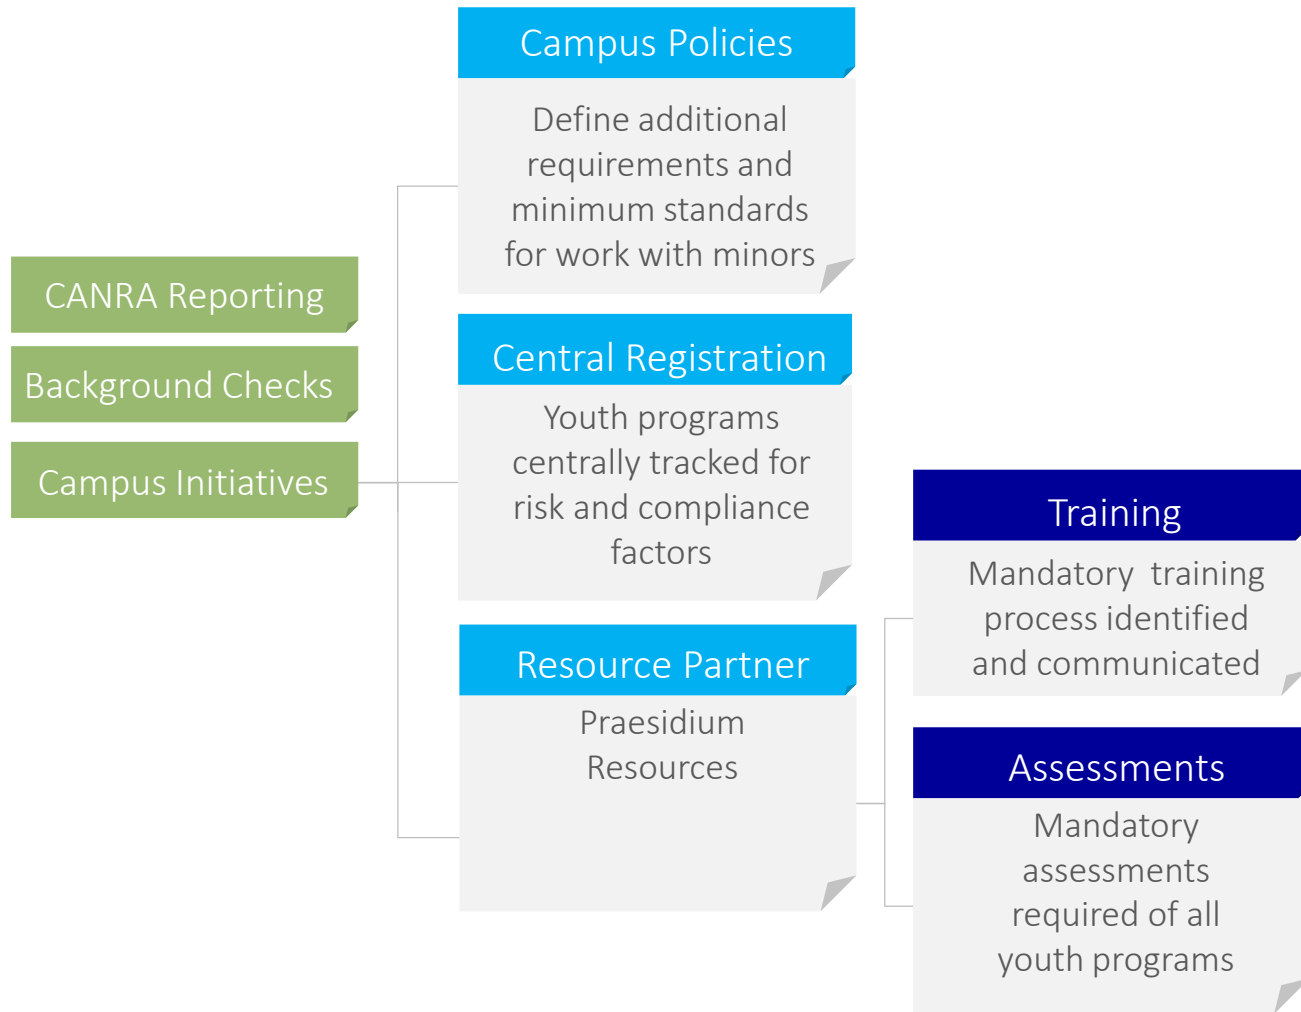 CANRA Reporting
Background Checks
Campus Initiatives
Campus Policies
Define additional
requirements and
minimum standards
for work with minors
Central Registration
Youth programs
centrally tracked for
risk and compliance
factors
Resource Partner
Praesidium
Resources
Training
Mandatory  training
process identified
and communicated
Assessments
Mandatory
assessments
required of all
youth programs